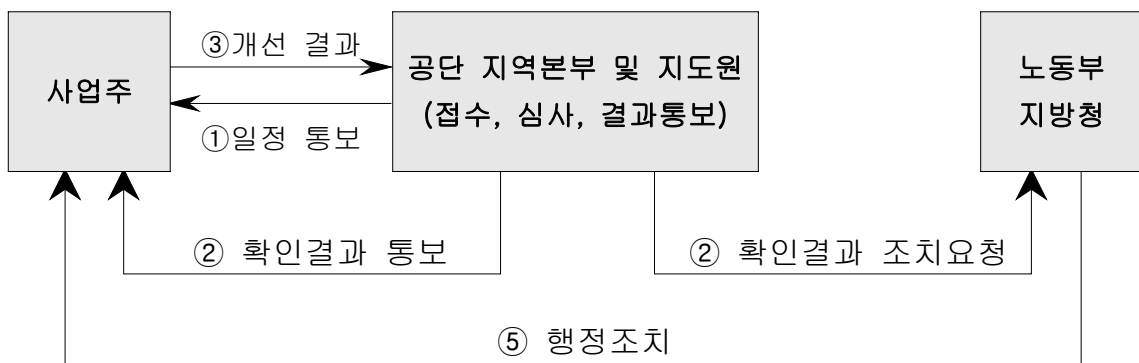 ③개선 결과
사업주
공단 지역본부 및 지도원
(접수, 심사, 결과통보)
노동부
지방청
①일정 통보
② 확인결과 통보
② 확인결과 조치요청
⑤ 행정조치